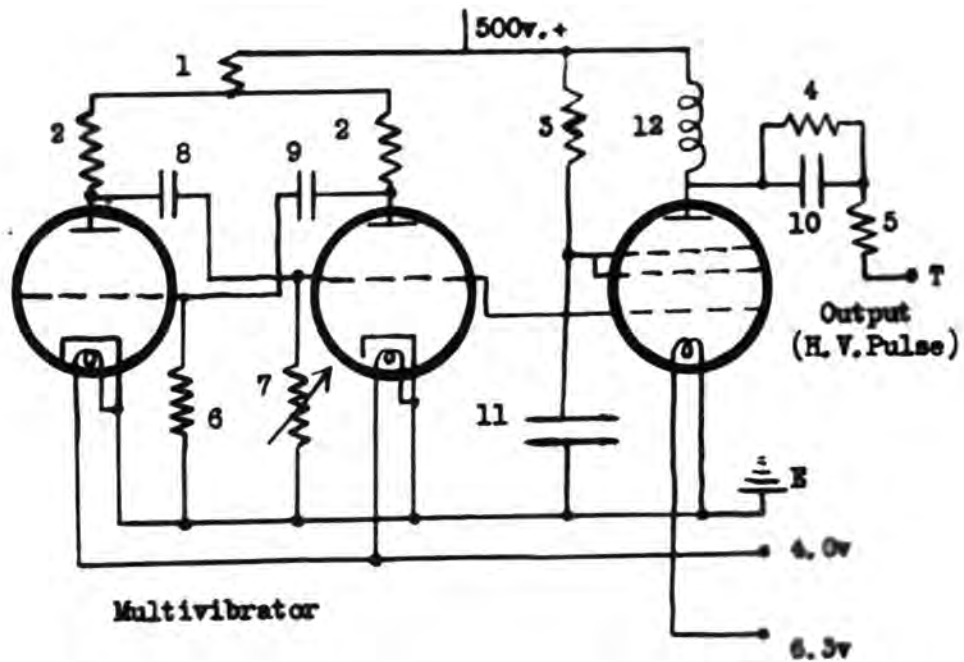 500v.+
1
2
8
9
2
3
12
4
10
5
T
Output
(H.V.Pulse)
6
7
11
E
4.0v
Multivibrator
6.3v